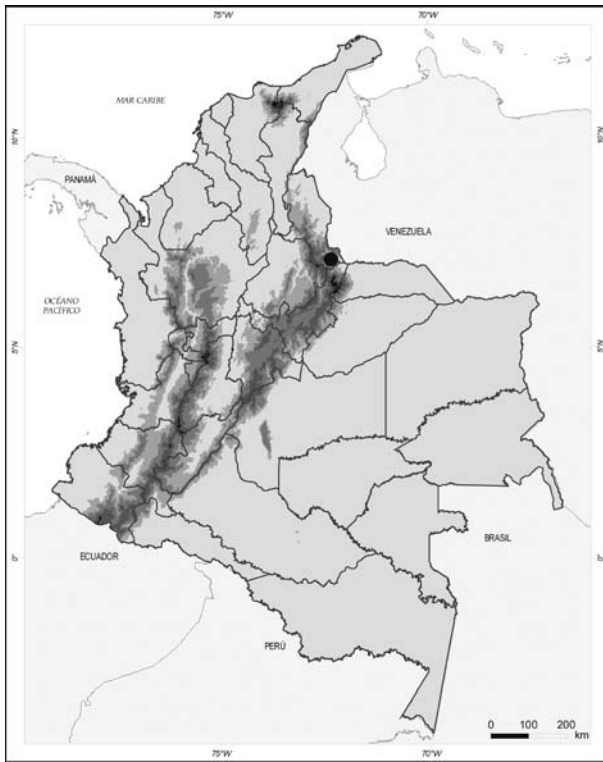 75°W 70°W
MAR CARIBE
10°N 10°N
PANAMÁ
VENEZUELA
OCÉANO
PACÍFICO
5°N 5°N
0° 0°
ECUADOR
BRASIL
PERÚ
0 100 200
km
75°W 70°W